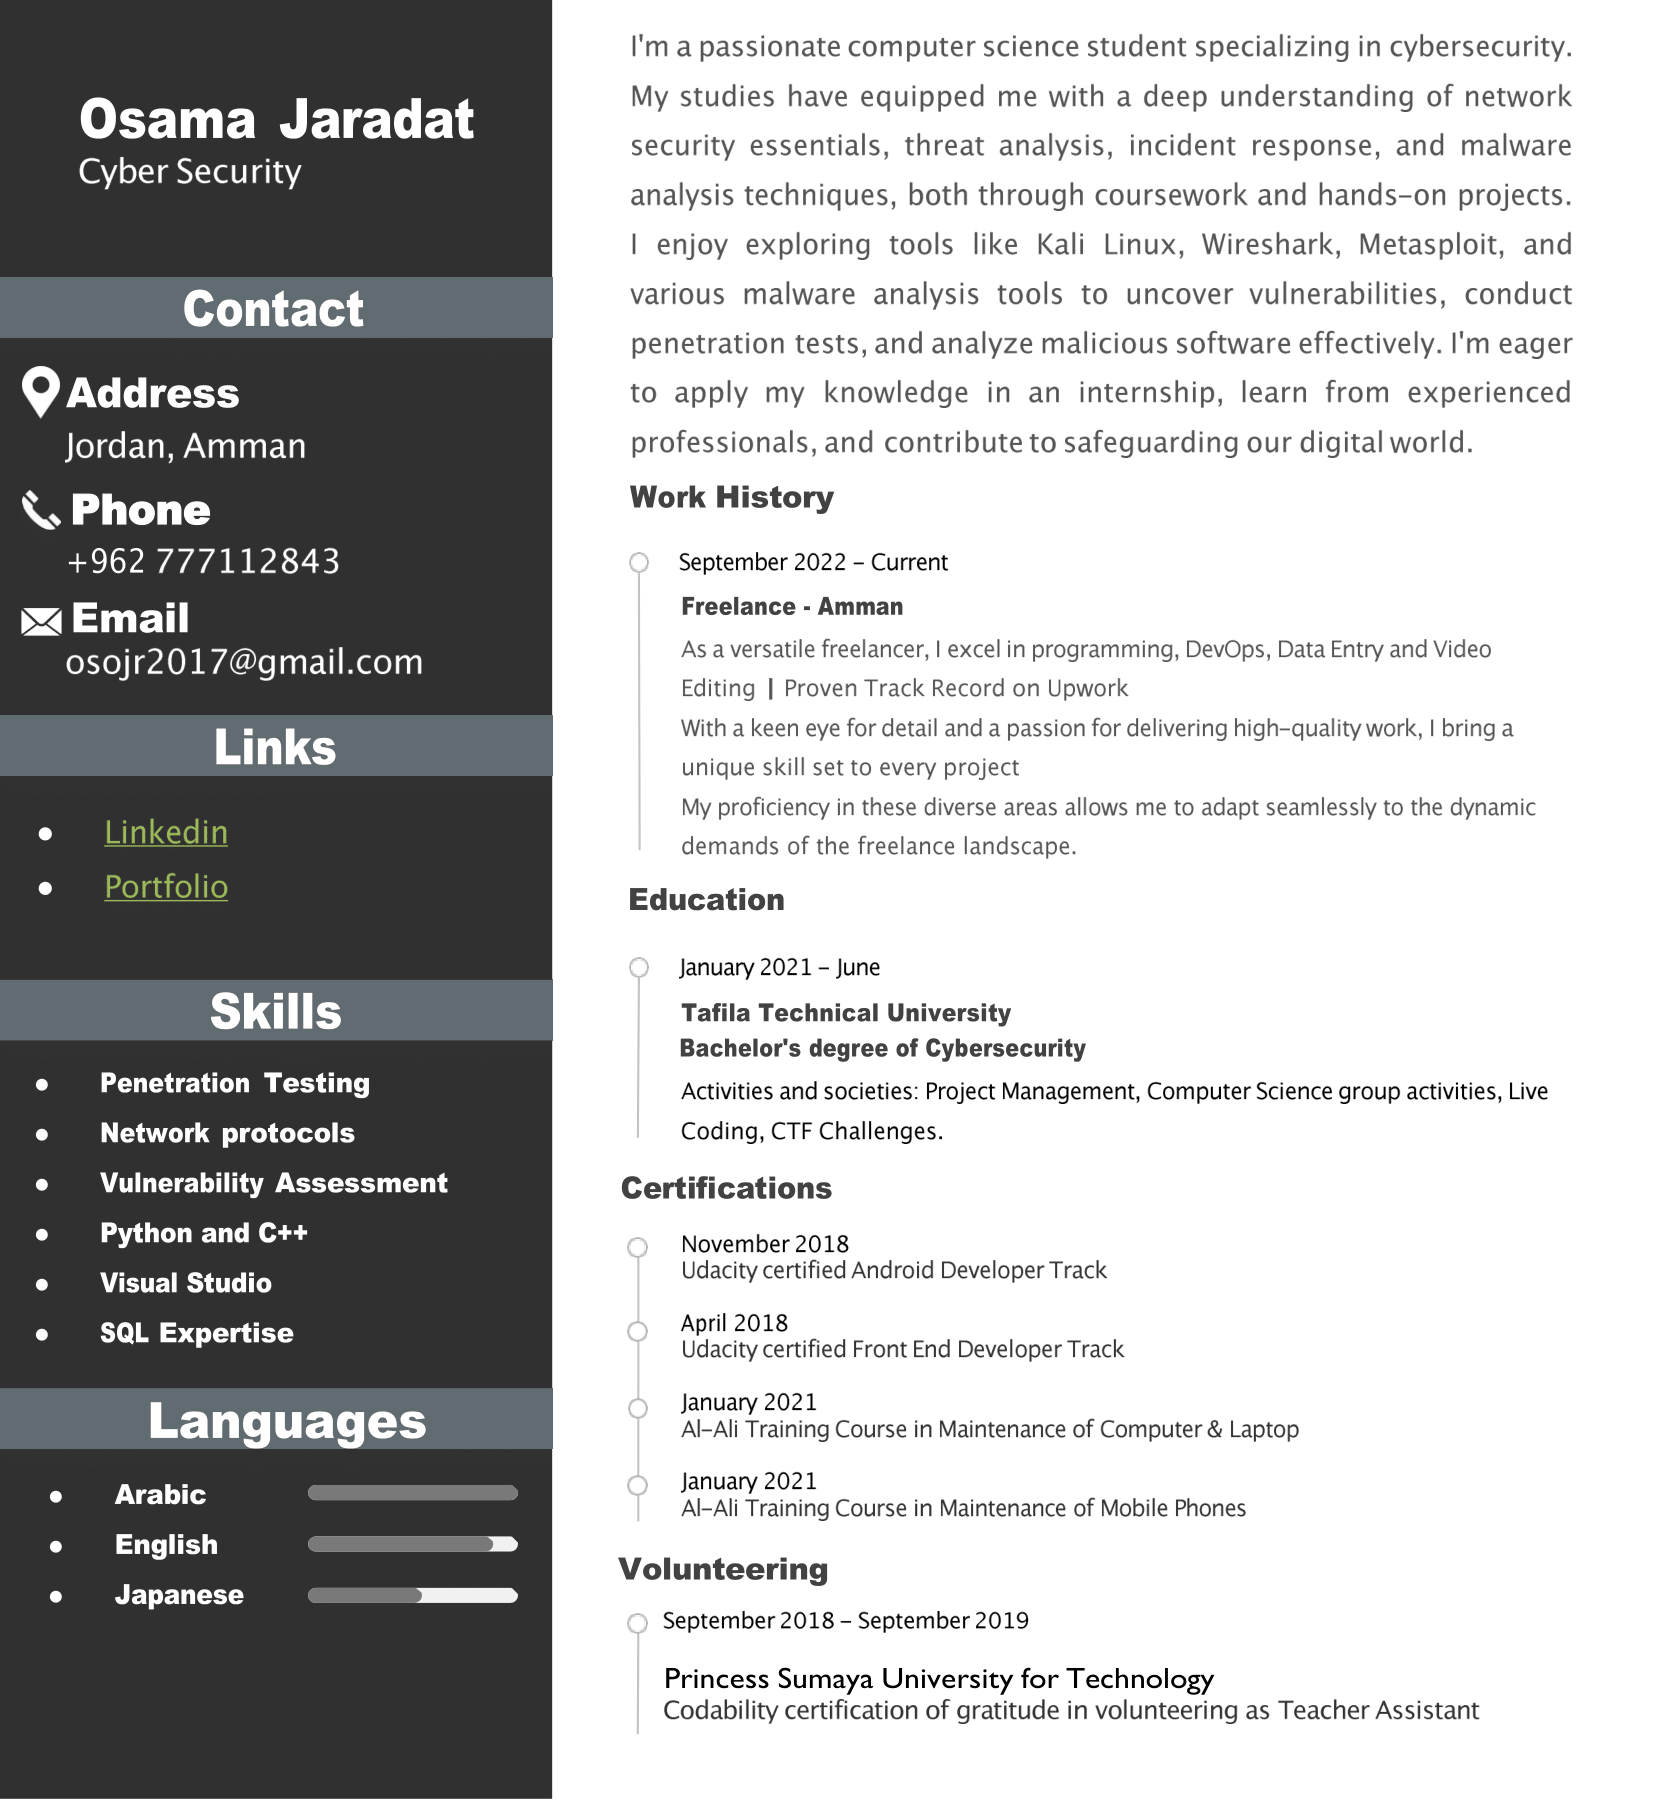 Osama Jaradat
Cyber Security
Contact
Address
Jordan, Amman
Phone
+962 777112843
Email
osojr2017@gmail.com
Links
• Linkedin
• Portfolio
Skills
• Penetration Testing
• Network protocols
• Vulnerability Assessment
• Python and C++
• Visual Studio
• SQL Expertise
Languages
• Arabic
• English
• Japanese
I'm a passionate computer science student specializing in cybersecurity.
My studies have equipped me with a deep understanding of network
security essentials, threat analysis, incident response, and malware
analysis techniques, both through coursework and hands-on projects.
I enjoy exploring tools like Kali Linux, Wireshark, Metasploit, and
various malware analysis tools to uncover vulnerabilities, conduct
penetration tests, and analyze malicious software effectively. I'm eager
to apply my knowledge in an internship, learn from experienced
professionals, and contribute to safeguarding our digital world.
Work History
September 2022 – Current
Freelance - Amman
As a versatile freelancer, I excel in programming, DevOps, Data Entry and Video
Editing | Proven Track Record on Upwork
With a keen eye for detail and a passion for delivering high-quality work, I bring a
unique skill set to every project
My proficiency in these diverse areas allows me to adapt seamlessly to the dynamic
demands of the freelance landscape.
Education
January 2021 – June
Tafila Technical University
Bachelor's degree of Cybersecurity
Activities and societies: Project Management, Computer Science group activities, Live
Coding, CTF Challenges.
Certifications
November 2018
Udacity certified Android Developer Track
April 2018
Udacity certified Front End Developer Track
January 2021
Al-Ali Training Course in Maintenance of Computer & Laptop
January 2021
Al-Ali Training Course in Maintenance of Mobile Phones
Volunteering
September 2018 – September 2019
Princess Sumaya University for Technology
Codability certification of gratitude in volunteering as Teacher Assistant